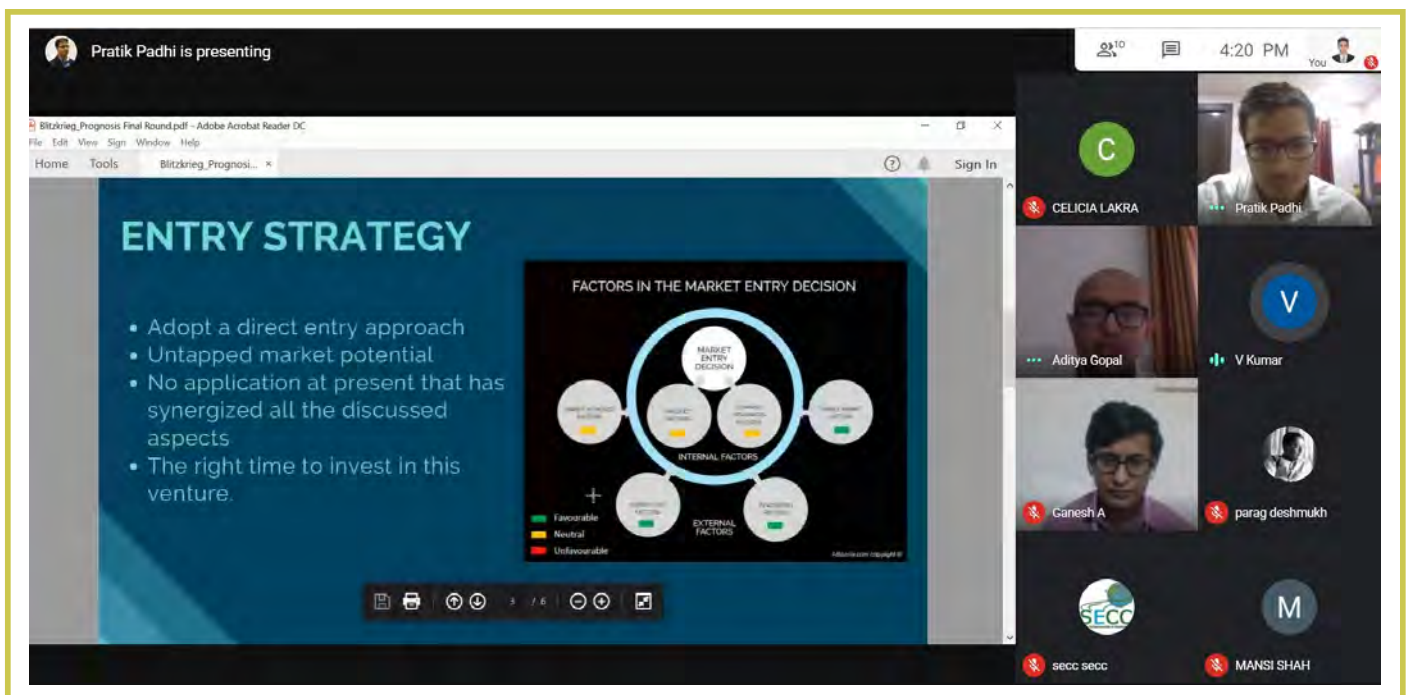 Pratik Padhi is presenting
10
4:20 PM
You
Blitzkrieg_Prognosis Final Round.pdf - Adobe Acrobat Reader DC
File Edit View Sign Window Help
Home Tools Blitzkrieg_Prognosi... ×
Sign In
ENTRY STRATEGY
• Adopt a direct entry approach
• Untapped market potential
• No application at present that has
synergized all the discussed
aspects
• The right time to invest in this
venture.
FACTORS IN THE MARKET ENTRY DECISION
MARKET
ENTRY
DECISION
INTERNAL FACTORS
EXTERNAL
FACTORS
Favourable
Neutral
Unfavourable
3 / 6
C
CELICIA LAKRA
Pratik Padhi
Aditya Gopal
V
V Kumar
Ganesh A
parag deshmukh
SECC
secc secc
M
MANSI SHAH